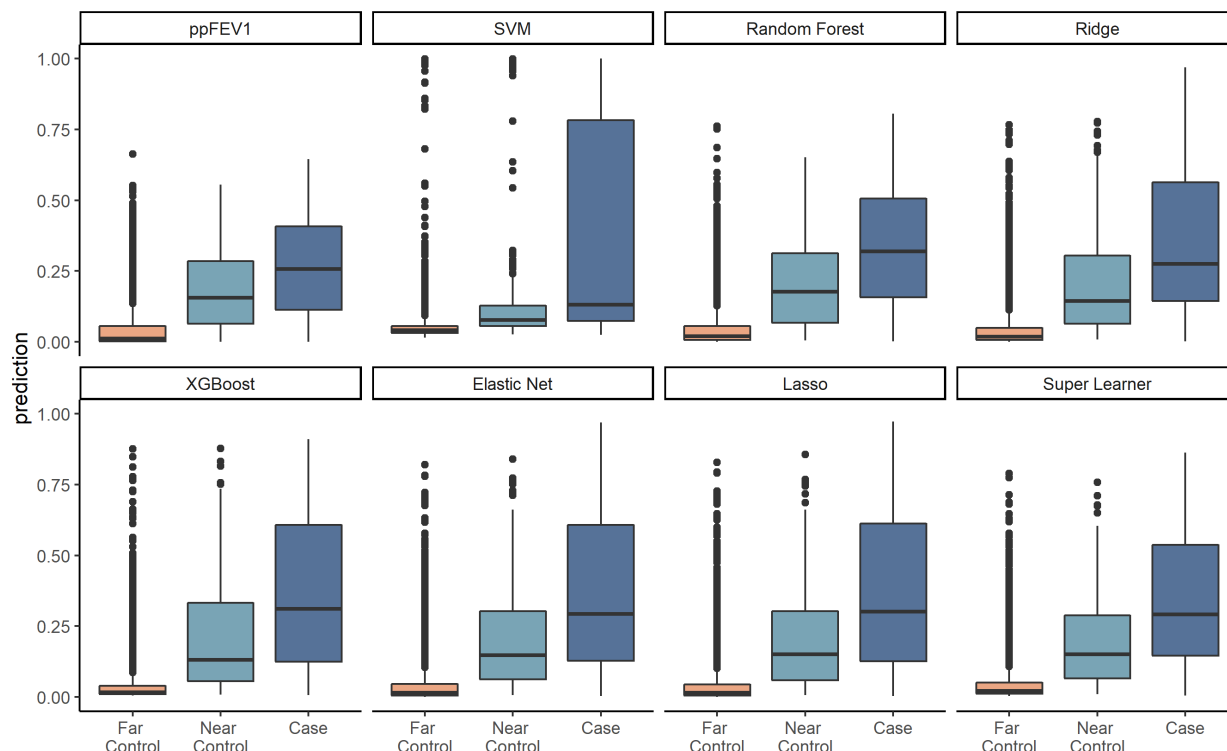 ppFEV1
SVM
Random Forest
Ridge
1.00
0.75
0.50
0.25
0.00
prediction
XGBoost
Elastic Net
Lasso
Super Learner
1.00
0.75
0.50
0.25
0.00
Far
Control
Near
Control
Case
Far
Control
Near
Control
Case
Far
Control
Near
Control
Case
Far
Control
Near
Control
Case